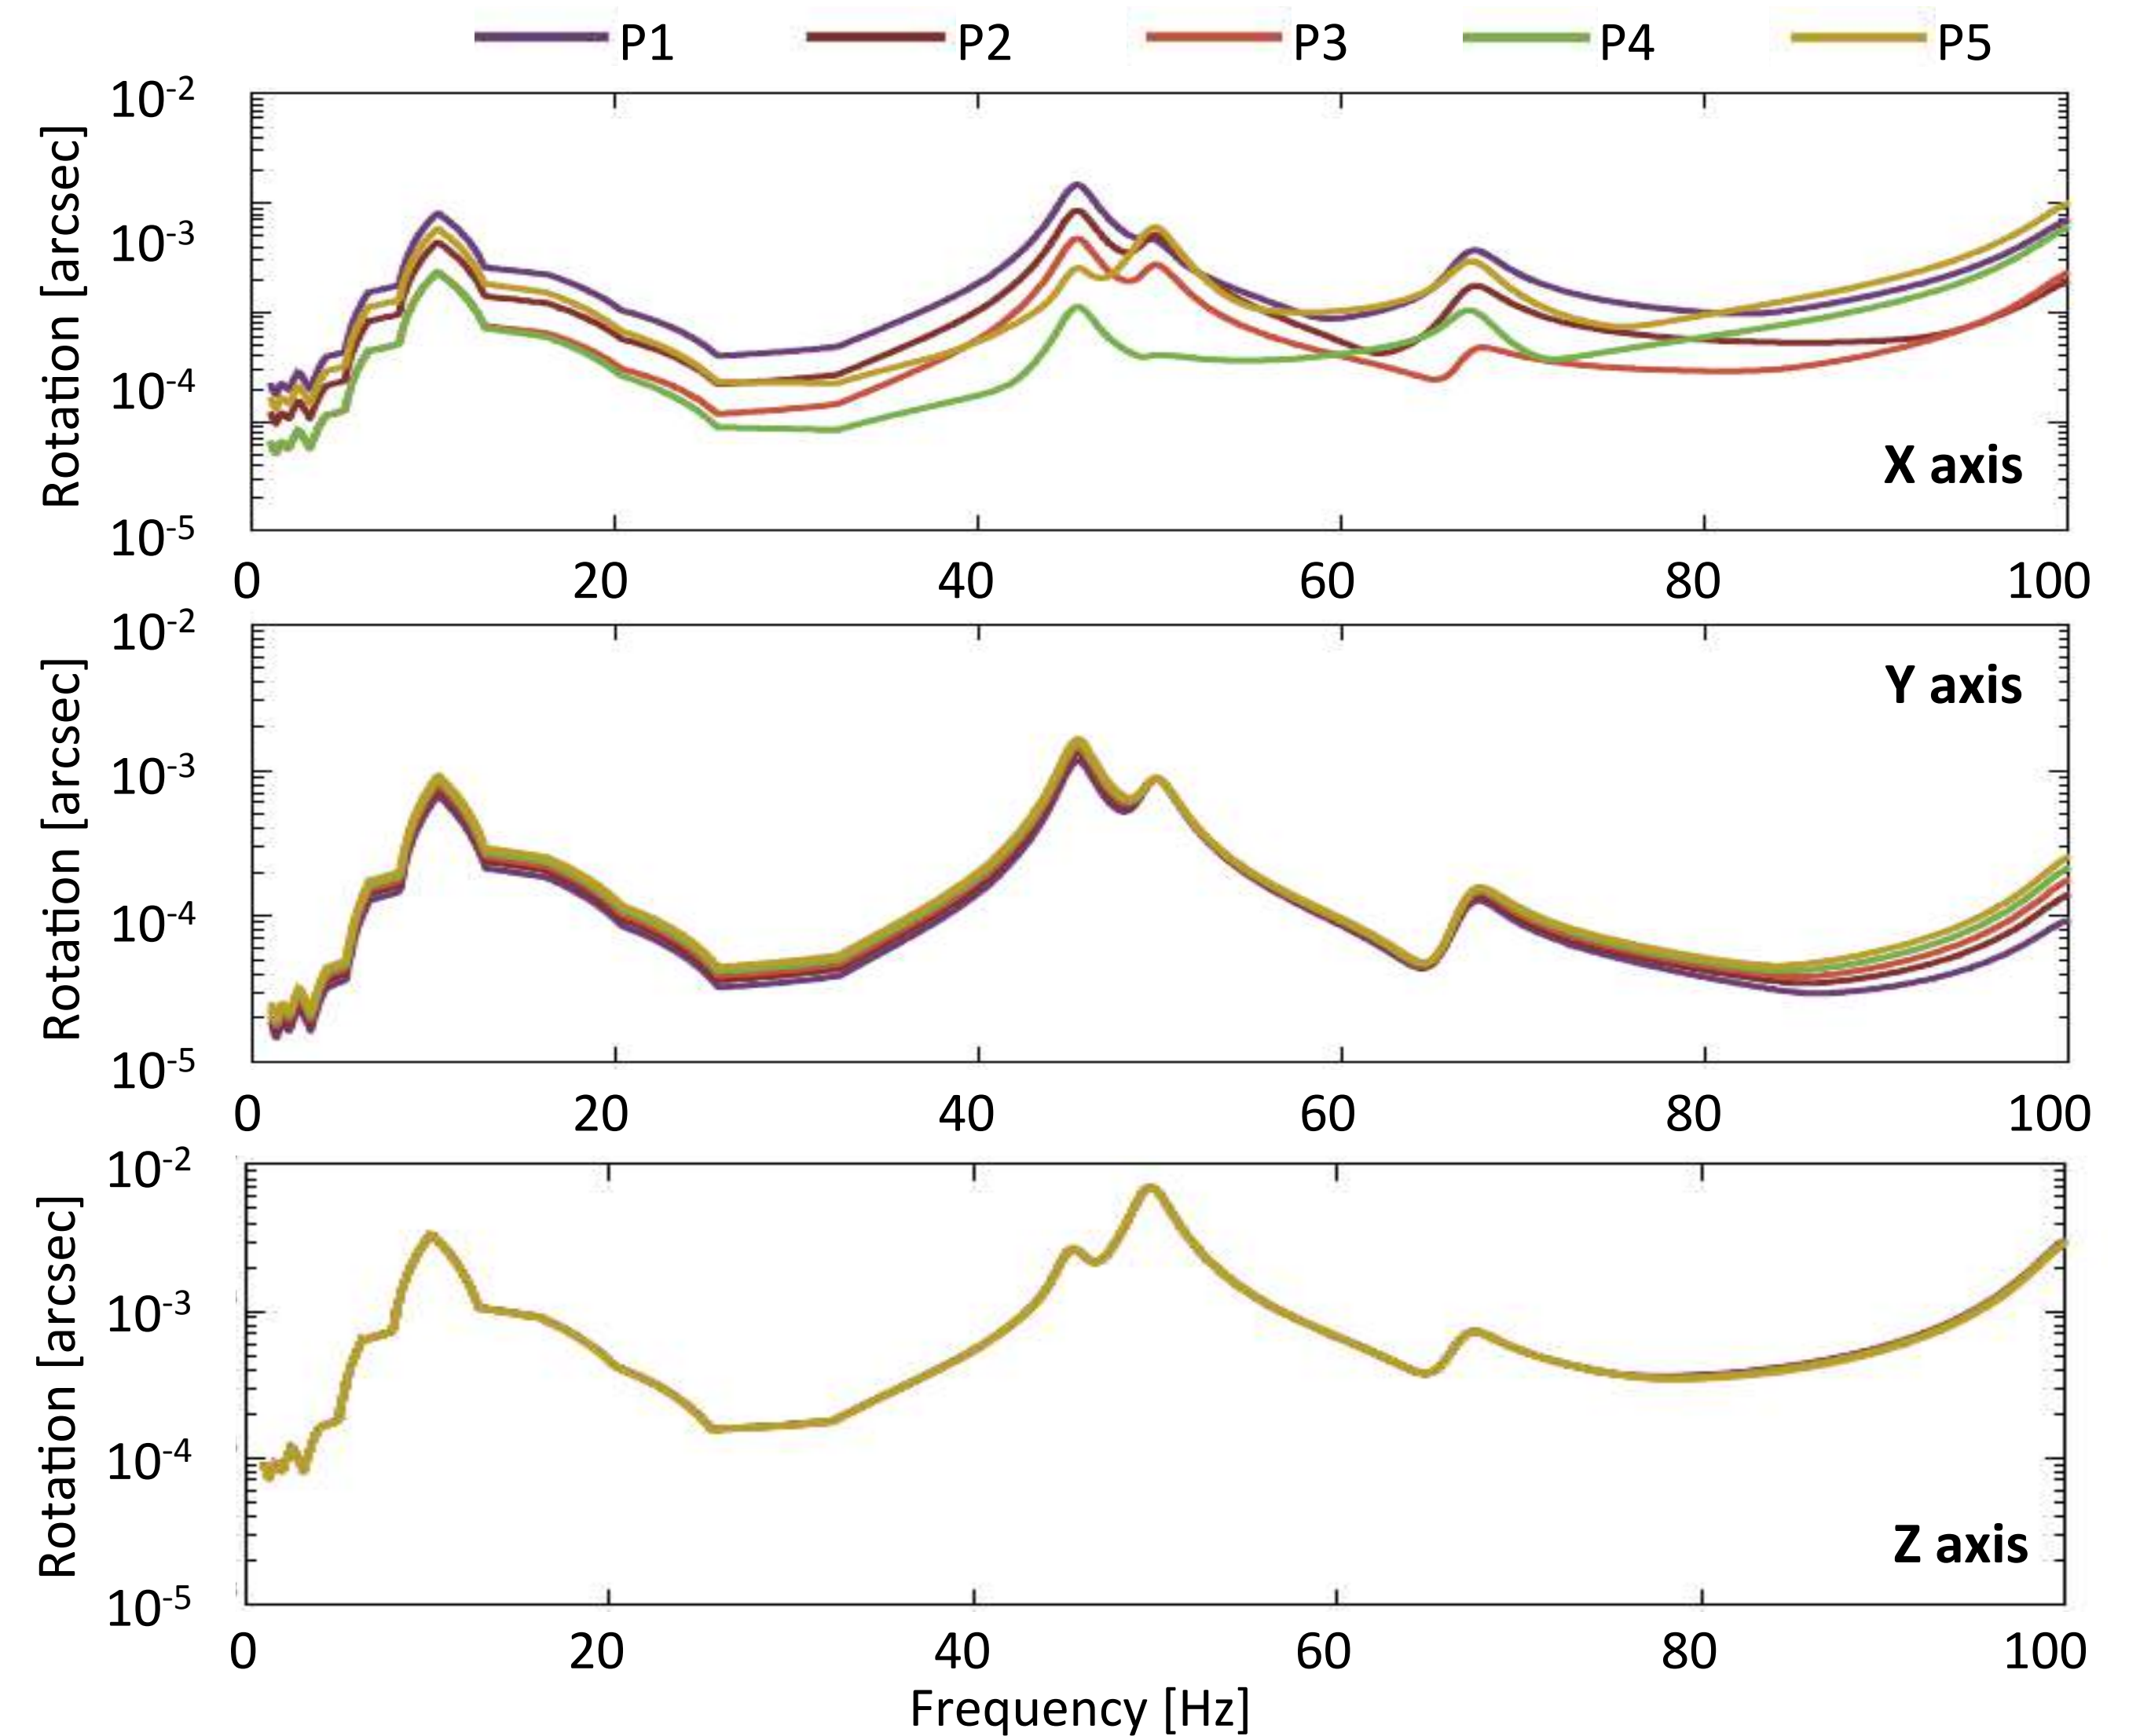 P1 P2 P3 P4 P5
10-2
10-3
10-4
10-5
Rotation [arcsec]
X axis
0 20 40 60 80 100
10-2
10-3
10-4
10-5
Rotation [arcsec]
Y axis
0 20 40 60 80 100
10-2
10-3
10-4
10-5
Rotation [arcsec]
Z axis
0 20 40 60 80 100
Frequency [Hz]